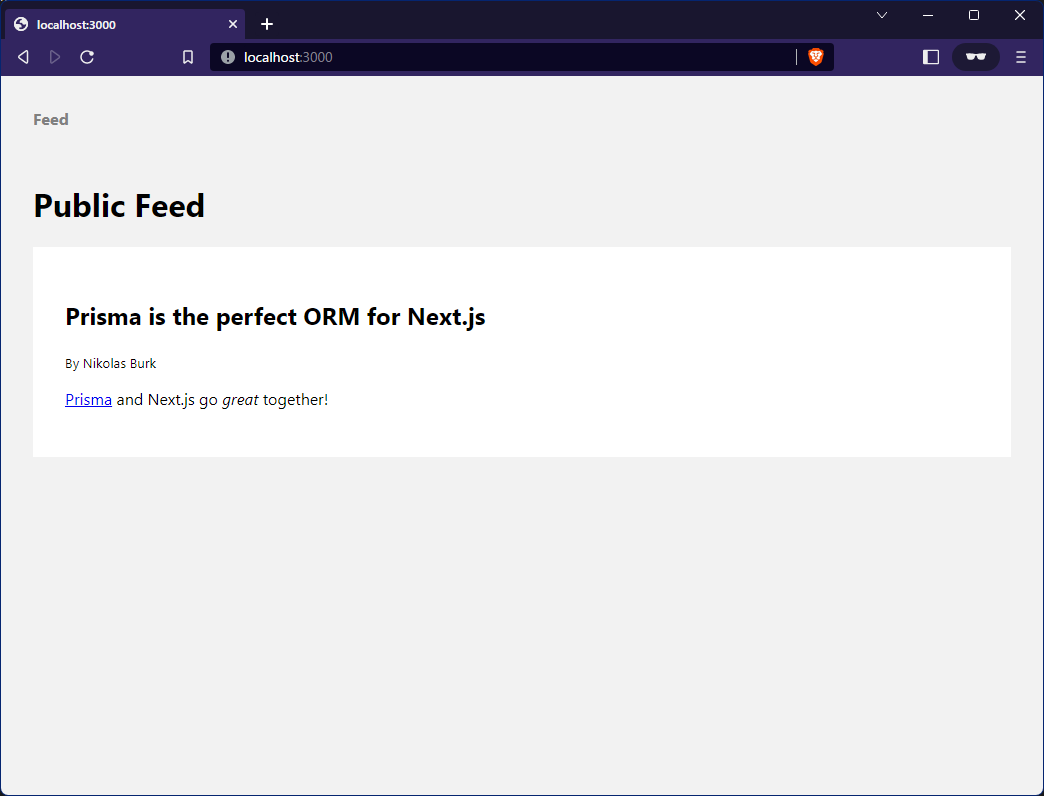 localhost:3000
localhost:3000
Feed
Public Feed
Prisma is the perfect ORM for Next.js
By Nikolas Burk
Prisma and Next.js go great together!